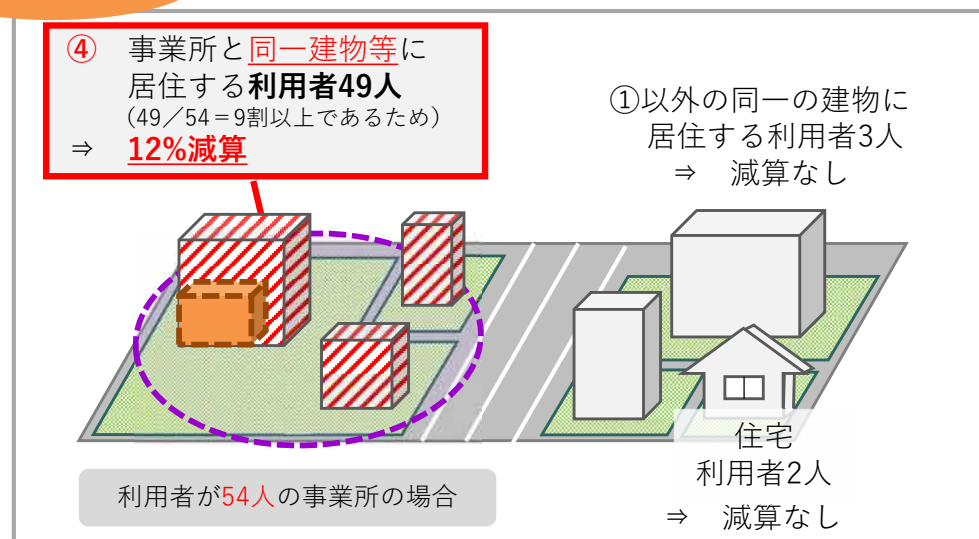 ④ 事業所と同一建物等に
居住する利用者49人
(49/54=9割以上であるため)
⇒ 12%減算
①以外の同一の建物に
居住する利用者3人
⇒ 減算なし
住宅
利用者2人
⇒ 減算なし
利用者が54人の事業所の場合